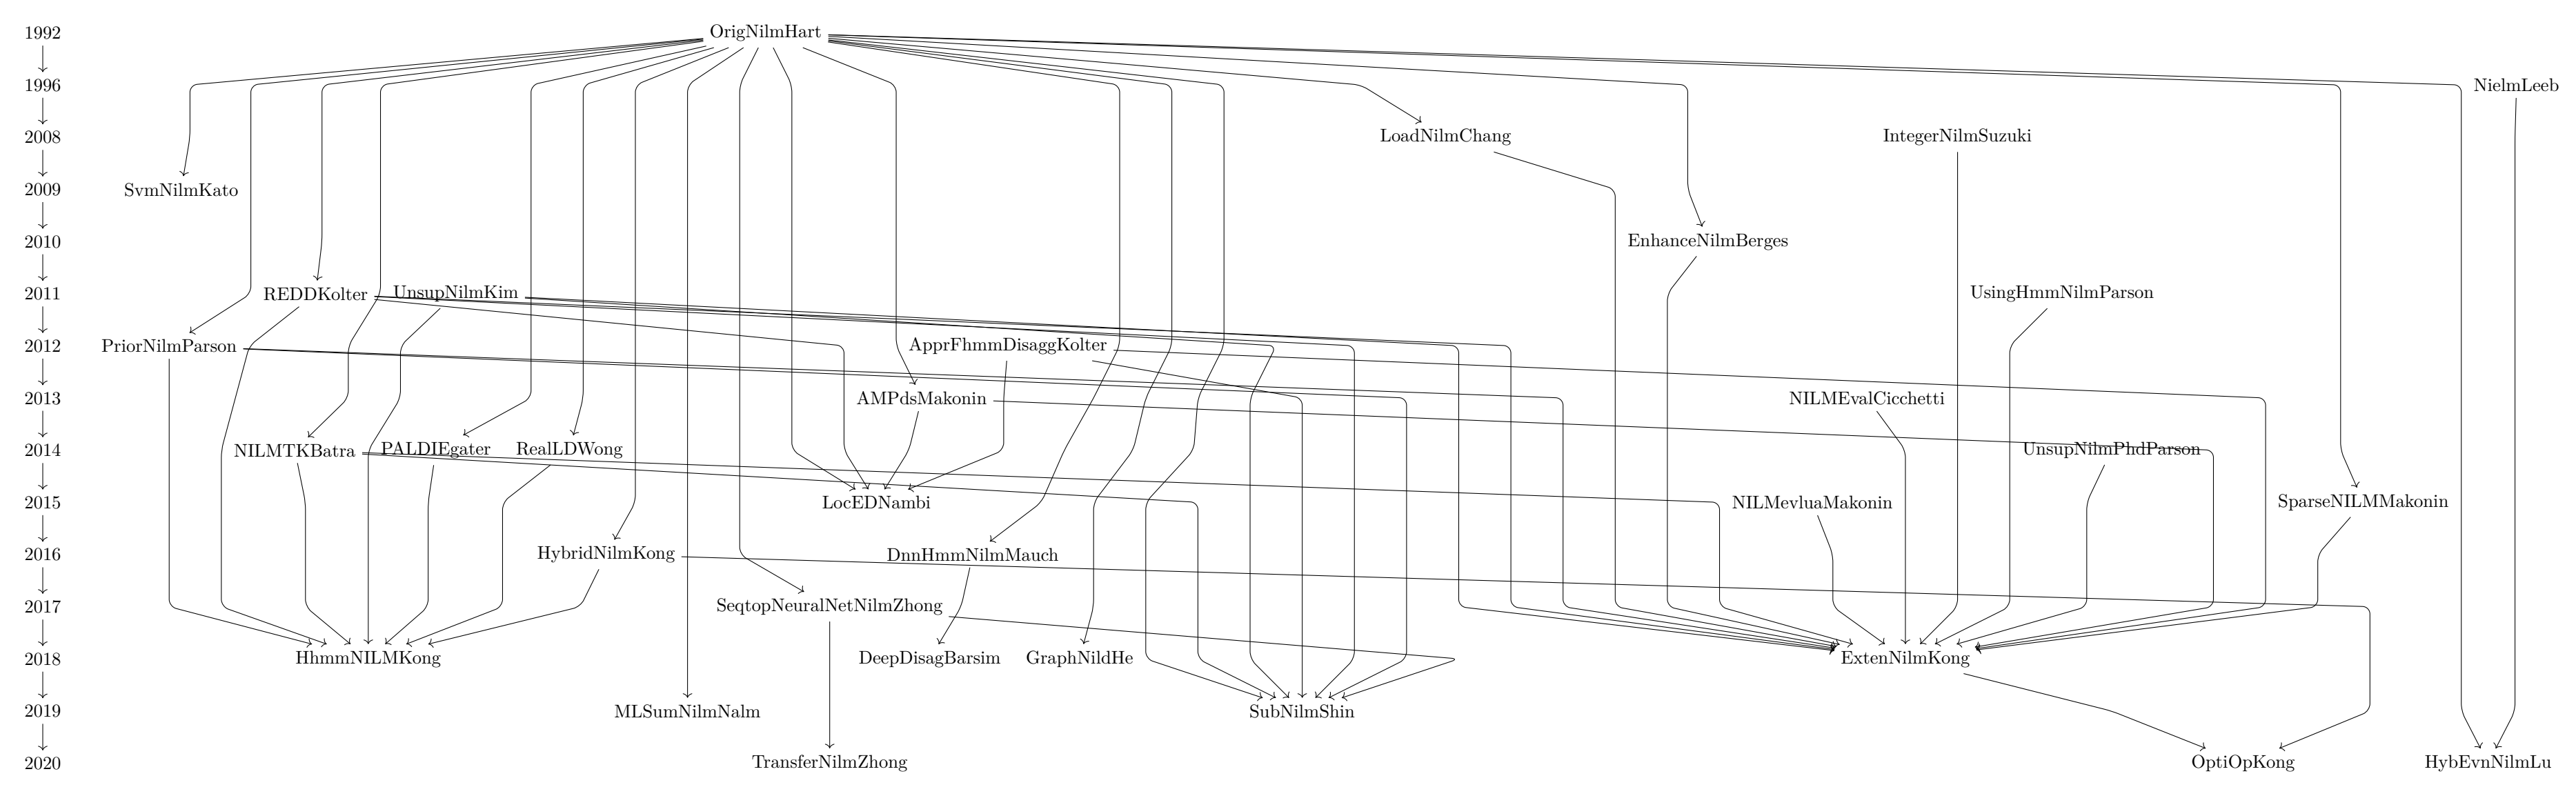 1992 OrigNilmHart
1996 NielmLeeb
2008 LoadNilmChang IntegerNilmSuzuki
2009 SvmNilmKato
2010 EnhanceNilmBerges
2011 REDDKolter UnsupNilmKim UsingHmmNilmParson
2012 PriorNilmParson ApprFhmmDisaggKolter
2013 AMPdsMakonin NILMEvalCicchetti
2014 NILMTKBatra PALDIEgater RealLDWong UnsupNilmPhdParson
2015 LocEDNambi NILMevluaMakonin SparseNILMMakonin
2016 HybridNilmKong DnnHmmNilmMauch
2017 SeqtopNeuralNetNilmZhong
2018 HhmmNILMKong DeepDisagBarsim GraphNildHe ExtenNilmKong
2019 MLSumNilmNalm SubNilmShin
2020 TransferNilmZhong OptiOpKong HybEvnNilmLu